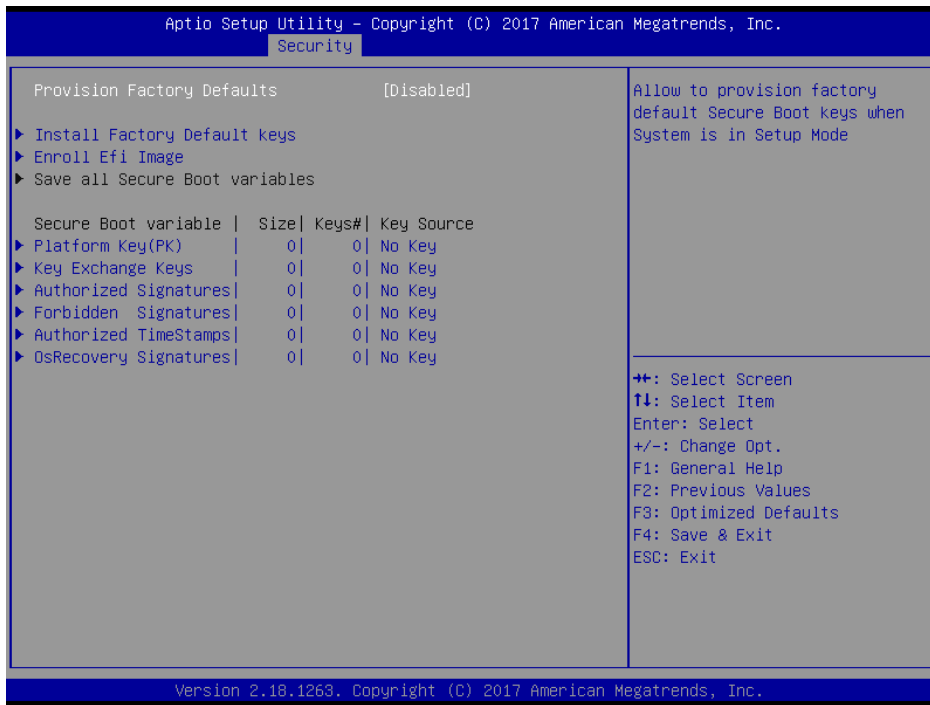 Aptio Setup Utility – Copyright (C) 2017 American Megatrends, Inc.
Security
Provision Factory Defaults [Disabled]
Install Factory Default keys
Enroll Efi Image
Save all Secure Boot variables
Secure Boot variable | Size| Keys#| Key Source
Platform Key(PK) | 0| 0| No Key
Key Exchange Keys | 0| 0| No Key
Authorized Signatures| 0| 0| No Key
Forbidden Signatures| 0| 0| No Key
Authorized TimeStamps| 0| 0| No Key
OsRecovery Signatures| 0| 0| No Key
Allow to provision factory
default Secure Boot keys when
System is in Setup Mode
→←: Select Screen
↑↓: Select Item
Enter: Select
+/-: Change Opt.
F1: General Help
F2: Previous Values
F3: Optimized Defaults
F4: Save & Exit
ESC: Exit
Version 2.18.1263. Copyright (C) 2017 American Megatrends, Inc.